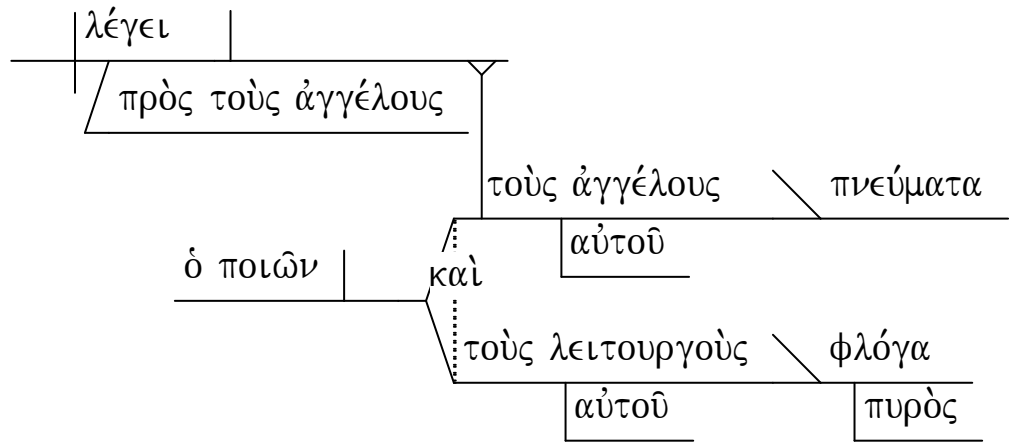 λέγει
πρὸς τοὺς ἀγγέλους
τοὺς ἀγγέλους πνεύματα
αὐτοῦ
ὁ ποιῶν καὶ
τοὺς λειτουργοὺς φλόγα
αὐτοῦ πυρὸς